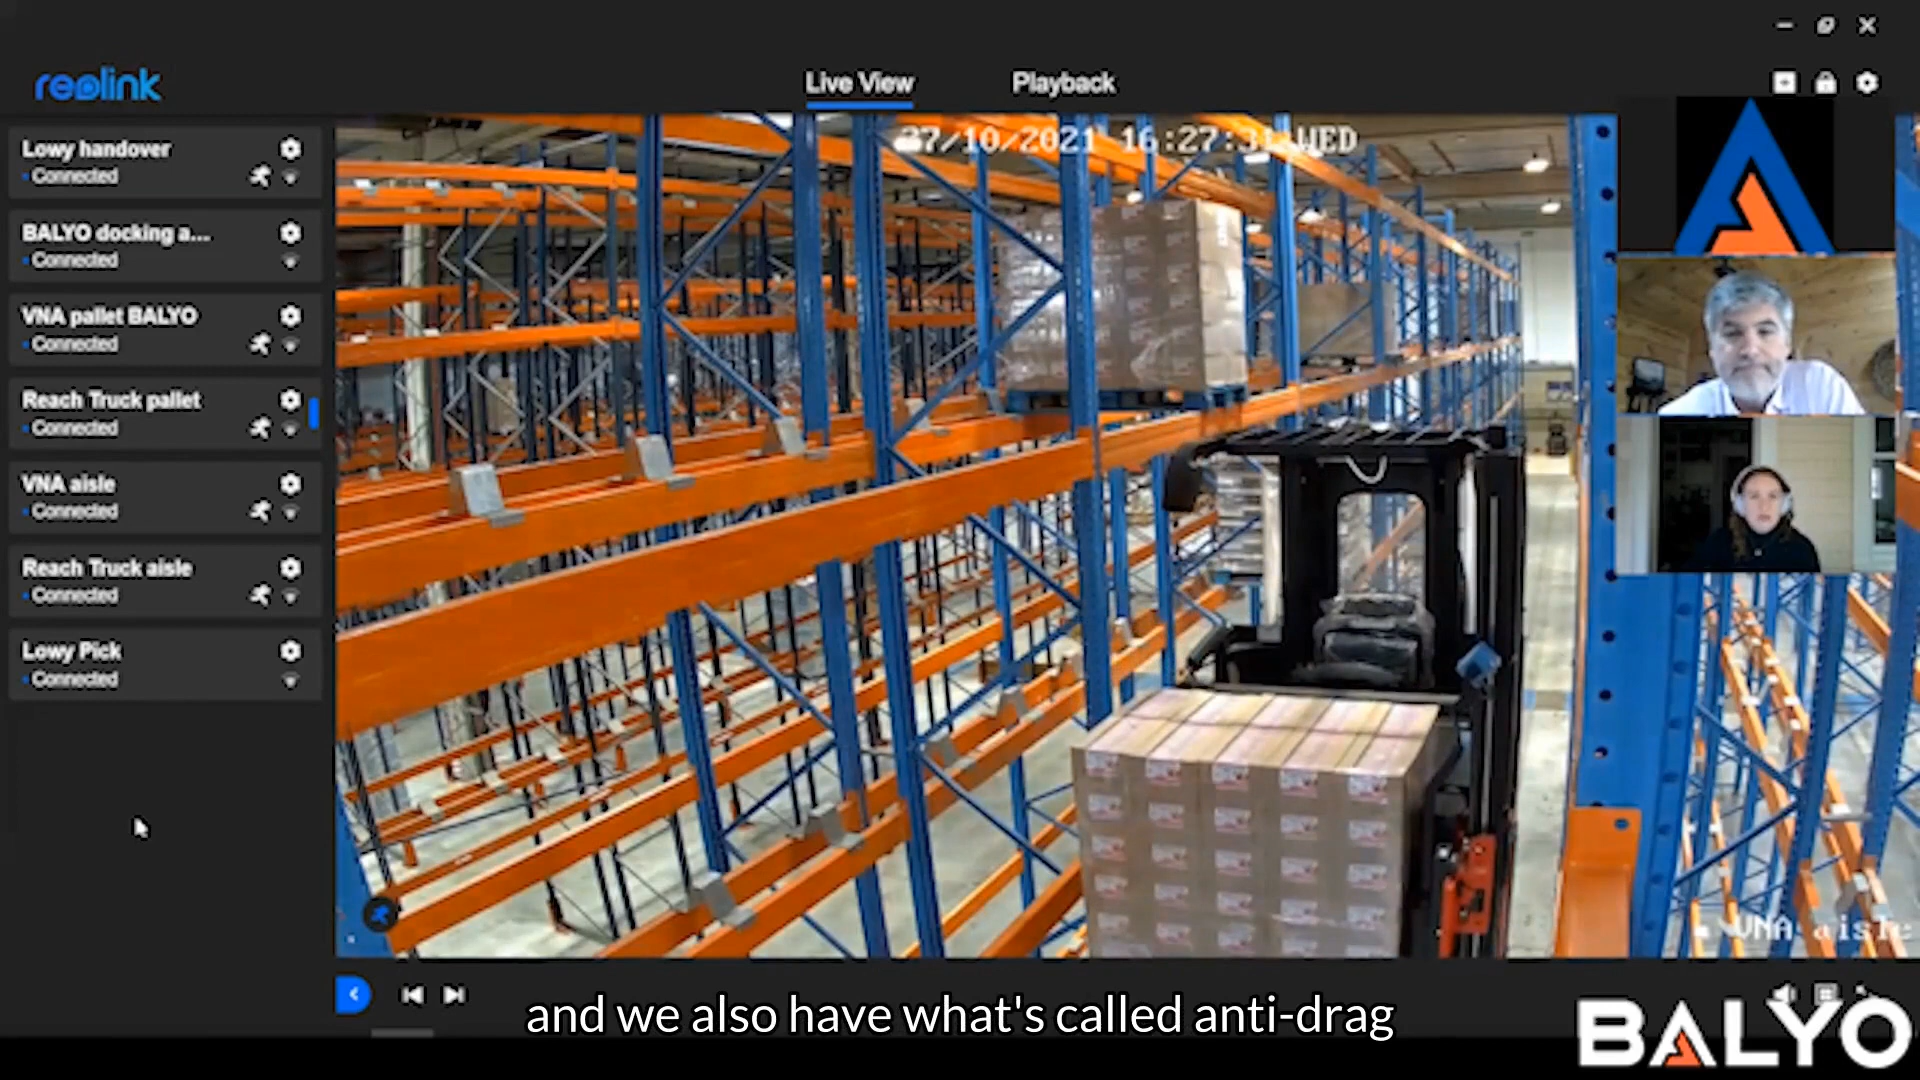 reolink
Live View
Playback
27/10/2021 16:27:31 WED
Lowy handover
Connected
BALYO docking a...
Connected
VNA pallet BALYO
Connected
Reach Truck pallet
Connected
VNA aisle
Connected
Reach Truck aisle
Connected
Lowy Pick
Connected
VNA aisle
and we also have what's called anti-drag
BALYO